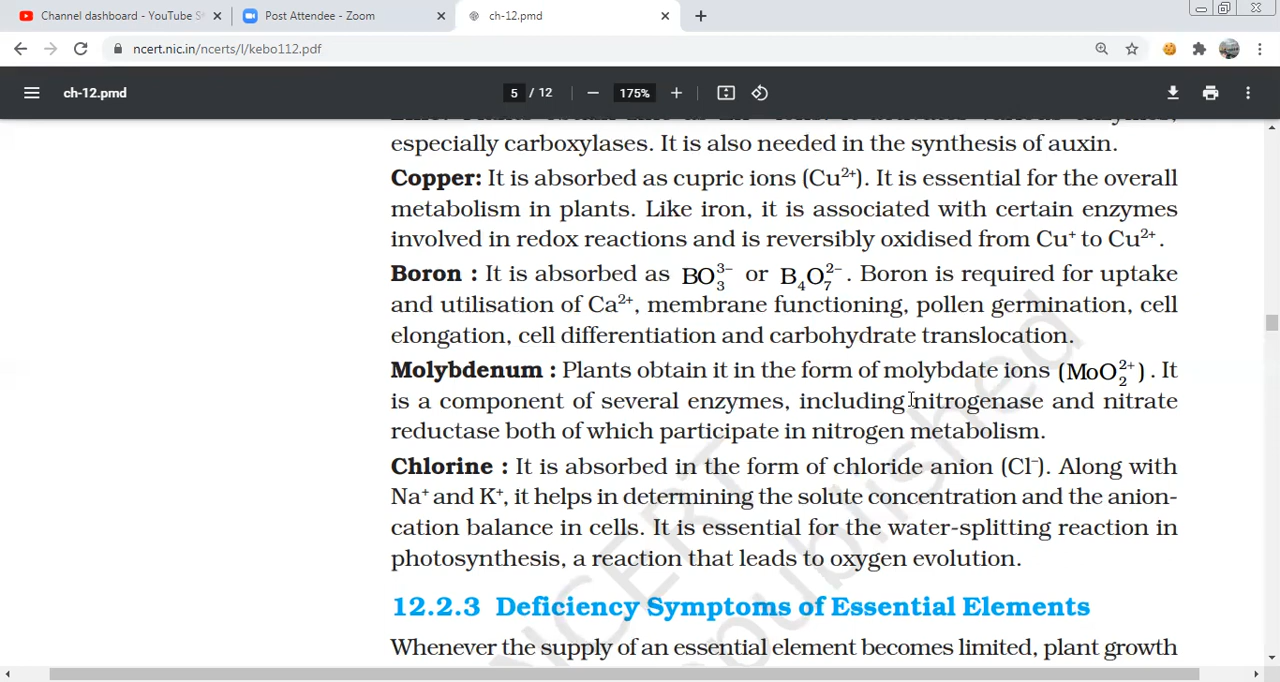 Channel dashboard - YouTube S
Post Attendee - Zoom
ch-12.pmd
ncert.nic.in/ncerts/l/kebo112.pdf
ch-12.pmd
5 / 12
175%
especially carboxylases. It is also needed in the synthesis of auxin.
Copper: It is absorbed as cupric ions (Cu²⁺). It is essential for the overall
metabolism in plants. Like iron, it is associated with certain enzymes
involved in redox reactions and is reversibly oxidised from Cu⁺ to Cu²⁺.
Boron : It is absorbed as BO₃³⁻ or B₄O₇²⁻. Boron is required for uptake
and utilisation of Ca²⁺, membrane functioning, pollen germination, cell
elongation, cell differentiation and carbohydrate translocation.
Molybdenum : Plants obtain it in the form of molybdate ions (MoO₂²⁺). It
is a component of several enzymes, including nitrogenase and nitrate
reductase both of which participate in nitrogen metabolism.
Chlorine : It is absorbed in the form of chloride anion (Cl⁻). Along with
Na⁺ and K⁺, it helps in determining the solute concentration and the anion-
cation balance in cells. It is essential for the water-splitting reaction in
photosynthesis, a reaction that leads to oxygen evolution.
12.2.3 Deficiency Symptoms of Essential Elements
Whenever the supply of an essential element becomes limited, plant growth
NCERT
published